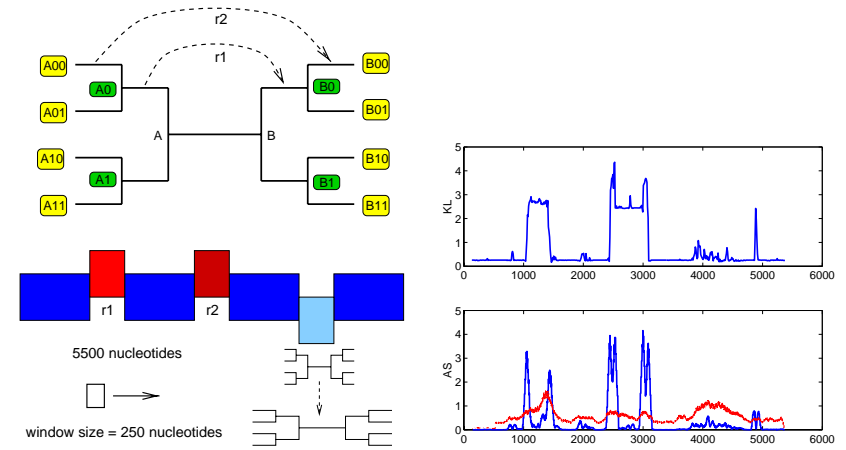 r2
r1
A00
B00
A0
B0
A01
B01
A
B
A10
B10
A1
B1
A11
B11
r1
r2
5500 nucleotides
window size = 250 nucleotides
5
4
3
2
1
0
KL
0
1000
2000
3000
4000
5000
6000
5
4
3
2
1
0
AS
0
1000
2000
3000
4000
5000
6000